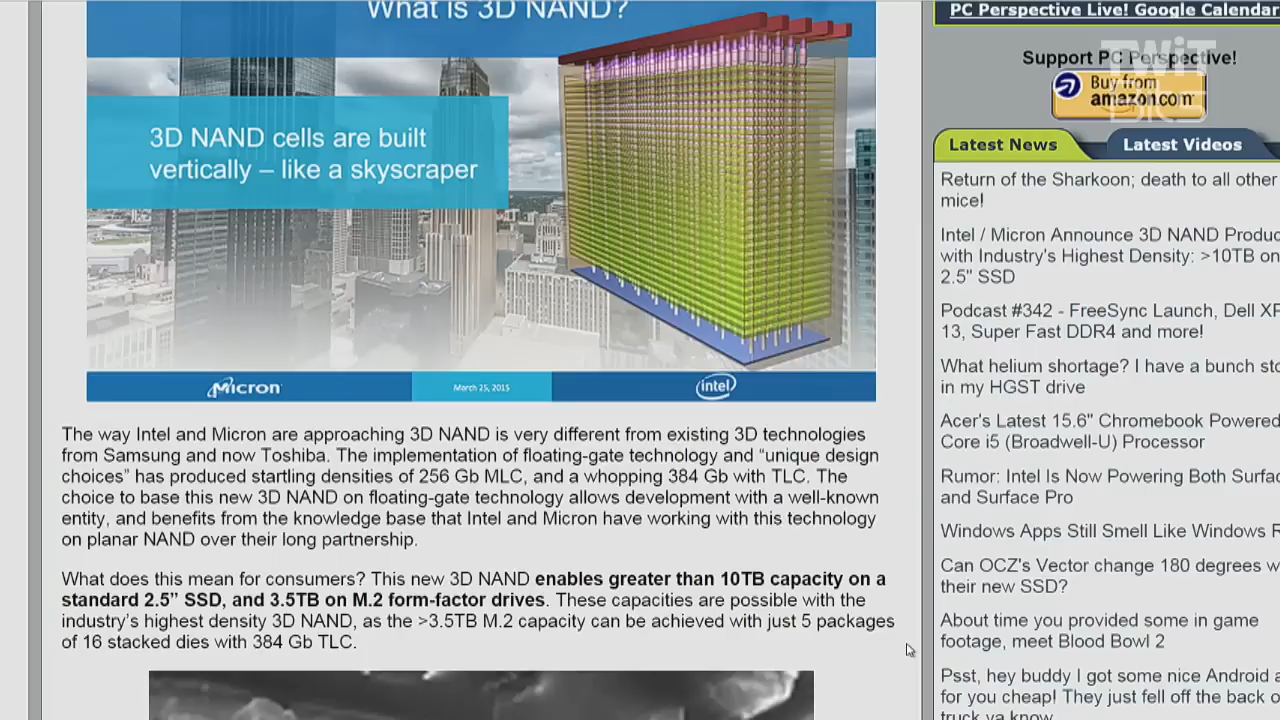 What is 3D NAND?
3D NAND cells are built
vertically – like a skyscraper
Micron
March 25, 2015
intel
The way Intel and Micron are approaching 3D NAND is very different from existing 3D technologies
from Samsung and now Toshiba. The implementation of floating-gate technology and “unique design
choices” has produced startling densities of 256 Gb MLC, and a whopping 384 Gb with TLC. The
choice to base this new 3D NAND on floating-gate technology allows development with a well-known
entity, and benefits from the knowledge base that Intel and Micron have working with this technology
on planar NAND over their long partnership.
What does this mean for consumers? This new 3D NAND enables greater than 10TB capacity on a
standard 2.5” SSD, and 3.5TB on M.2 form-factor drives. These capacities are possible with the
industry’s highest density 3D NAND, as the >3.5TB M.2 capacity can be achieved with just 5 packages
of 16 stacked dies with 384 Gb TLC.
PC Perspective Live! Google Calendar
TWiT
Support PC Perspective!
Buy from
amazon.com
Latest News
Latest Videos
Return of the Sharkoon; death to all other
mice!
Intel / Micron Announce 3D NAND Produc
with Industry's Highest Density: >10TB on
2.5" SSD
Podcast #342 - FreeSync Launch, Dell XP
13, Super Fast DDR4 and more!
What helium shortage? I have a bunch sto
in my HGST drive
Acer's Latest 15.6" Chromebook Powered
Core i5 (Broadwell-U) Processor
Rumor: Intel Is Now Powering Both Surfac
and Surface Pro
Windows Apps Still Smell Like Windows R
Can OCZ's Vector change 180 degrees w
their new SSD?
About time you provided some in game
footage, meet Blood Bowl 2
Psst, hey buddy I got some nice Android a
for you cheap! They just fell off the back o
truck ya know